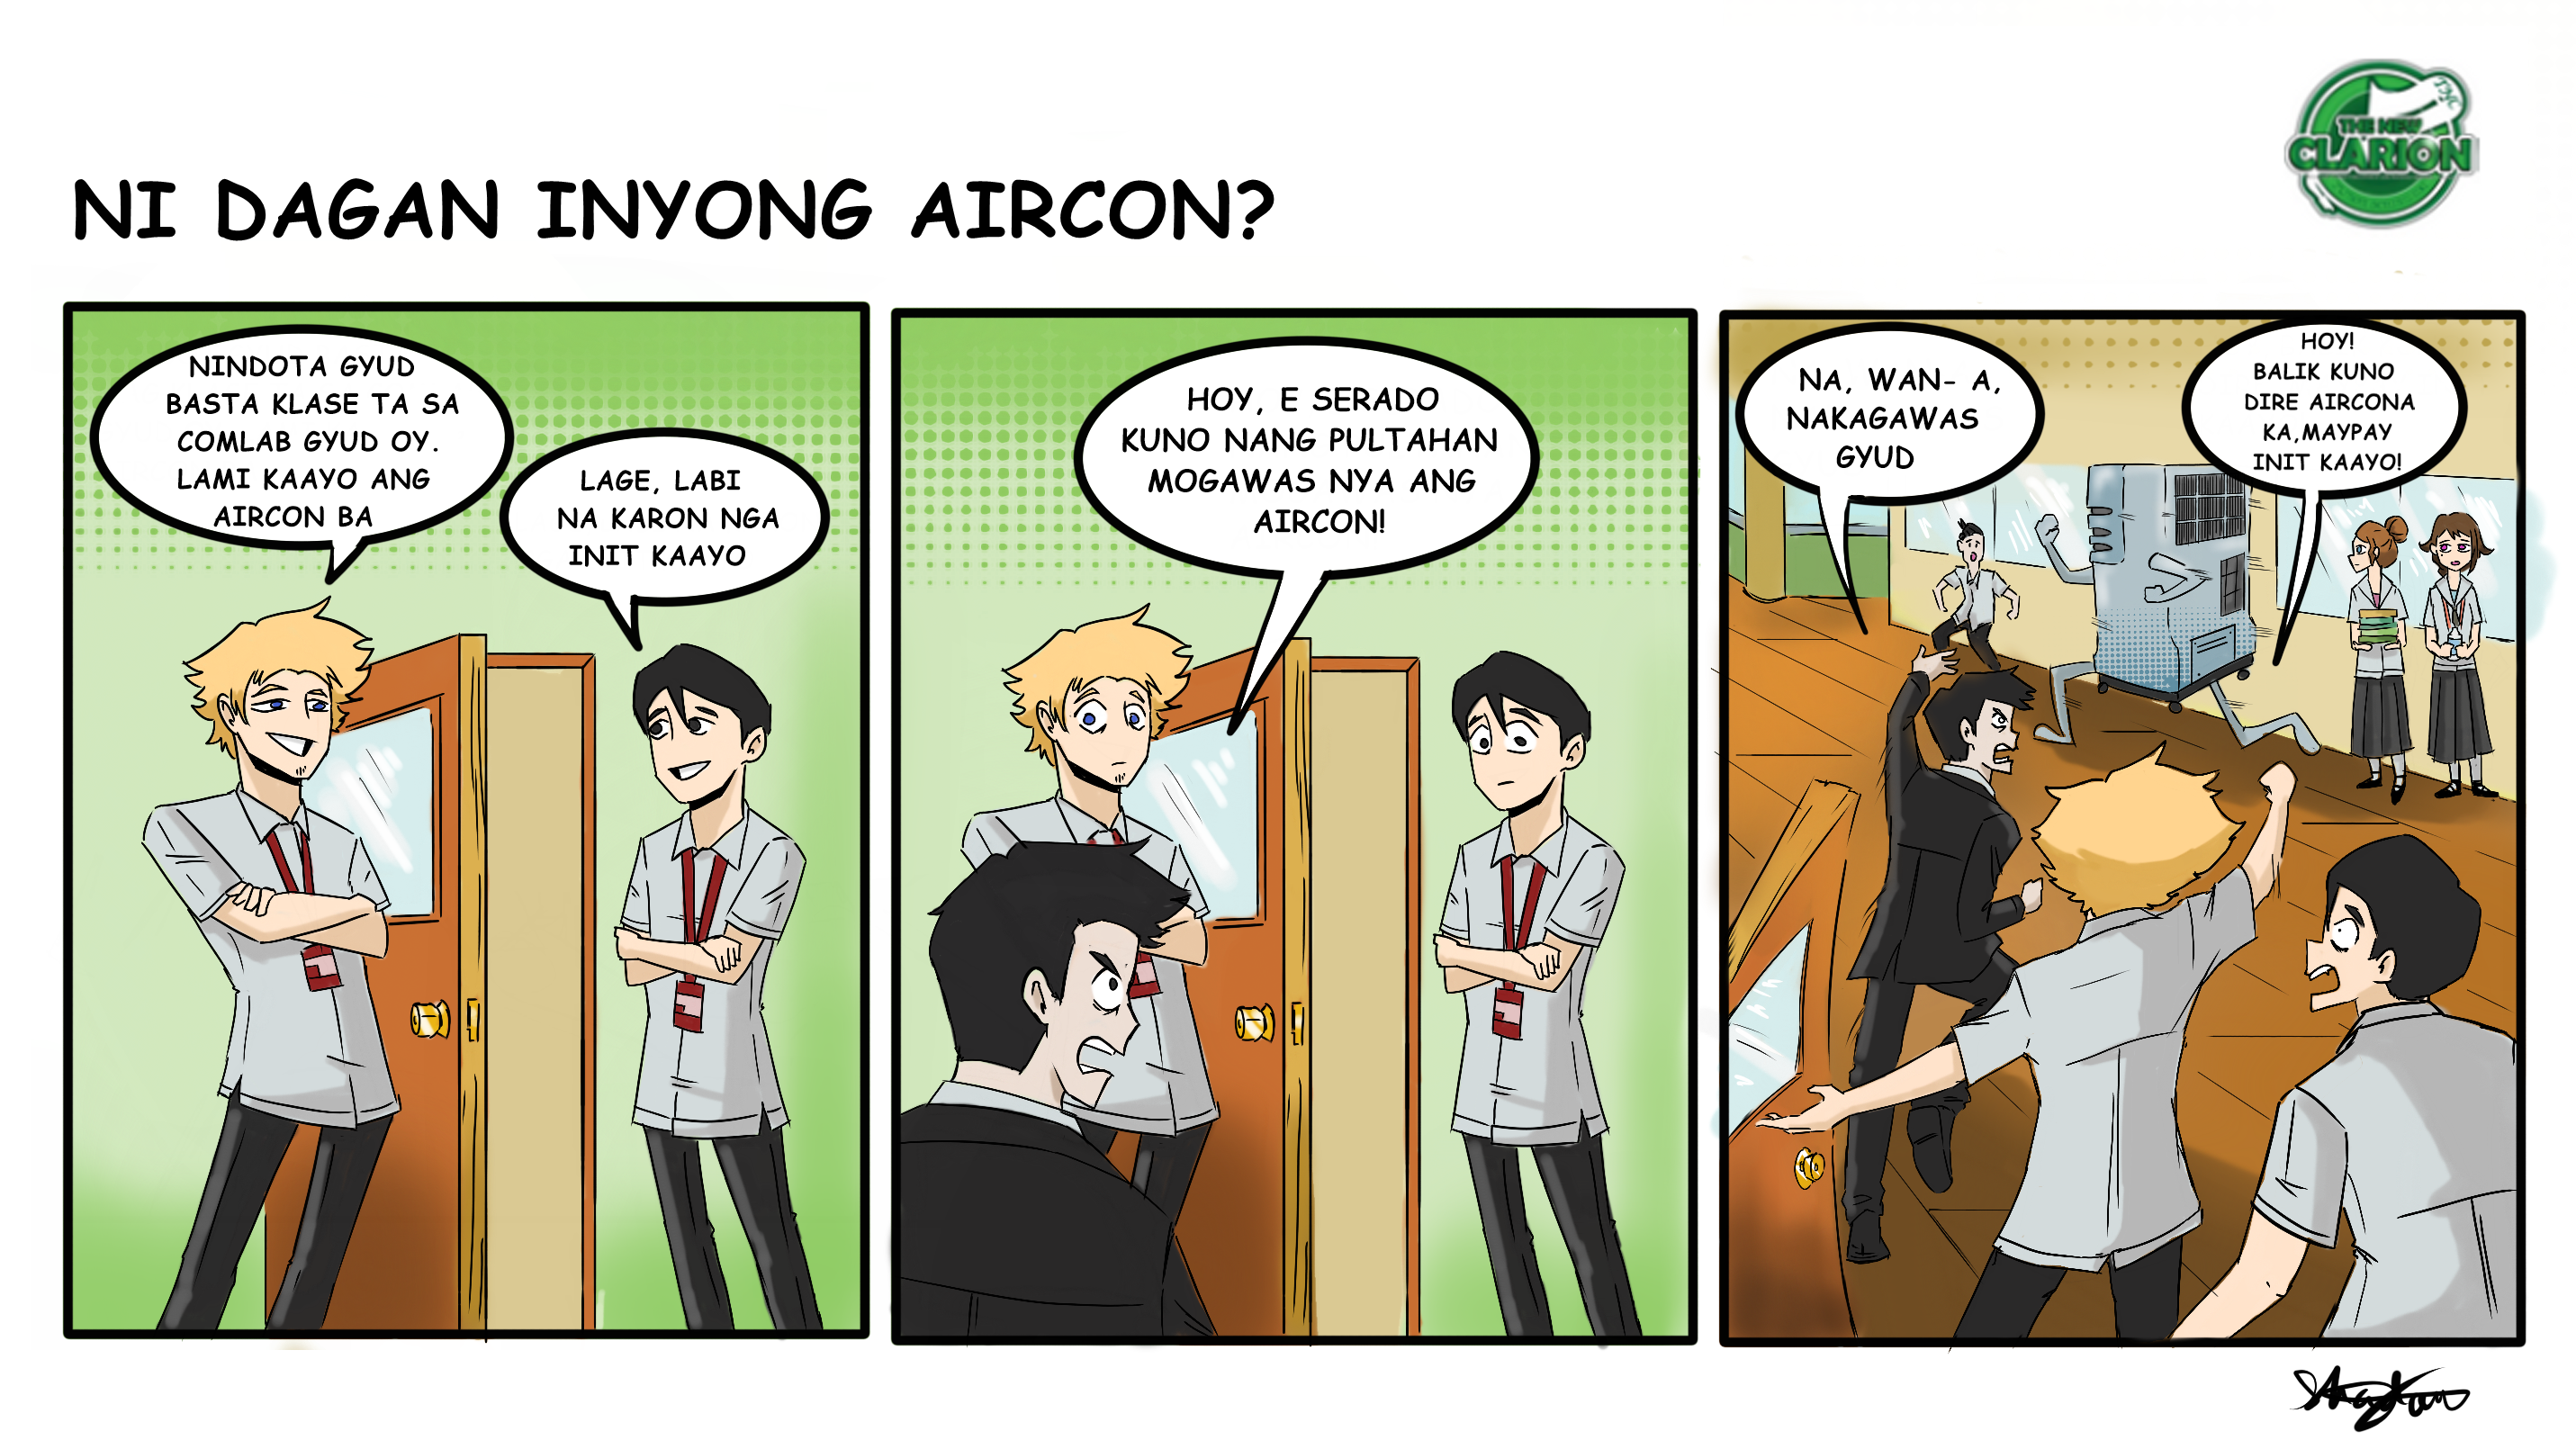 THE NEW
CLARION
NI DAGAN INYONG AIRCON?
NINDOTA GYUD
BASTA KLASE TA SA
COMLAB GYUD OY.
LAMI KAAYO ANG
AIRCON BA
LAGE, LABI
NA KARON NGA
INIT KAAYO
HOY, E SERADO
KUNO NANG PULTAHAN
MOGAWAS NYA ANG
AIRCON!
NA, WAN- A,
NAKAGAWAS
GYUD
HOY!
BALIK KUNO
DIRE AIRCONA
KA,MAYPAY
INIT KAAYO!